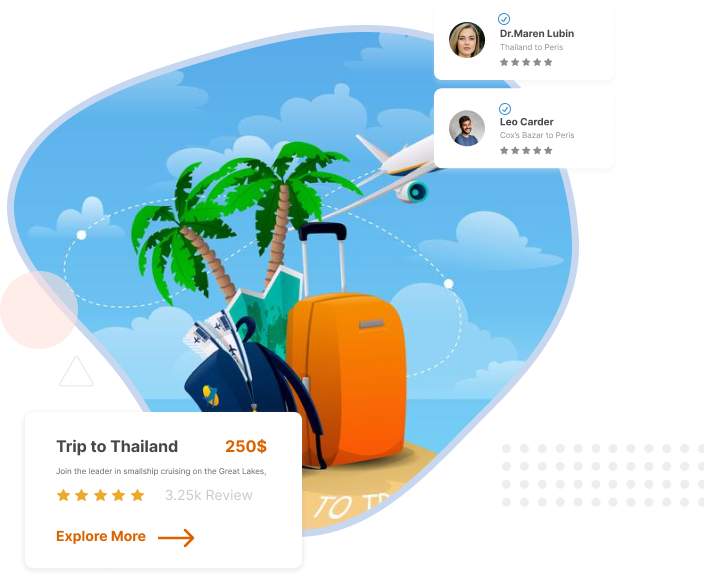 Dr.Maren Lubin
Thailand to Peris
Leo Carder
Cox's Bazar to Peris
Trip to Thailand 250$
Join the leader in smallship cruising on the Great Lakes,
3.25k Review
Explore More
TO